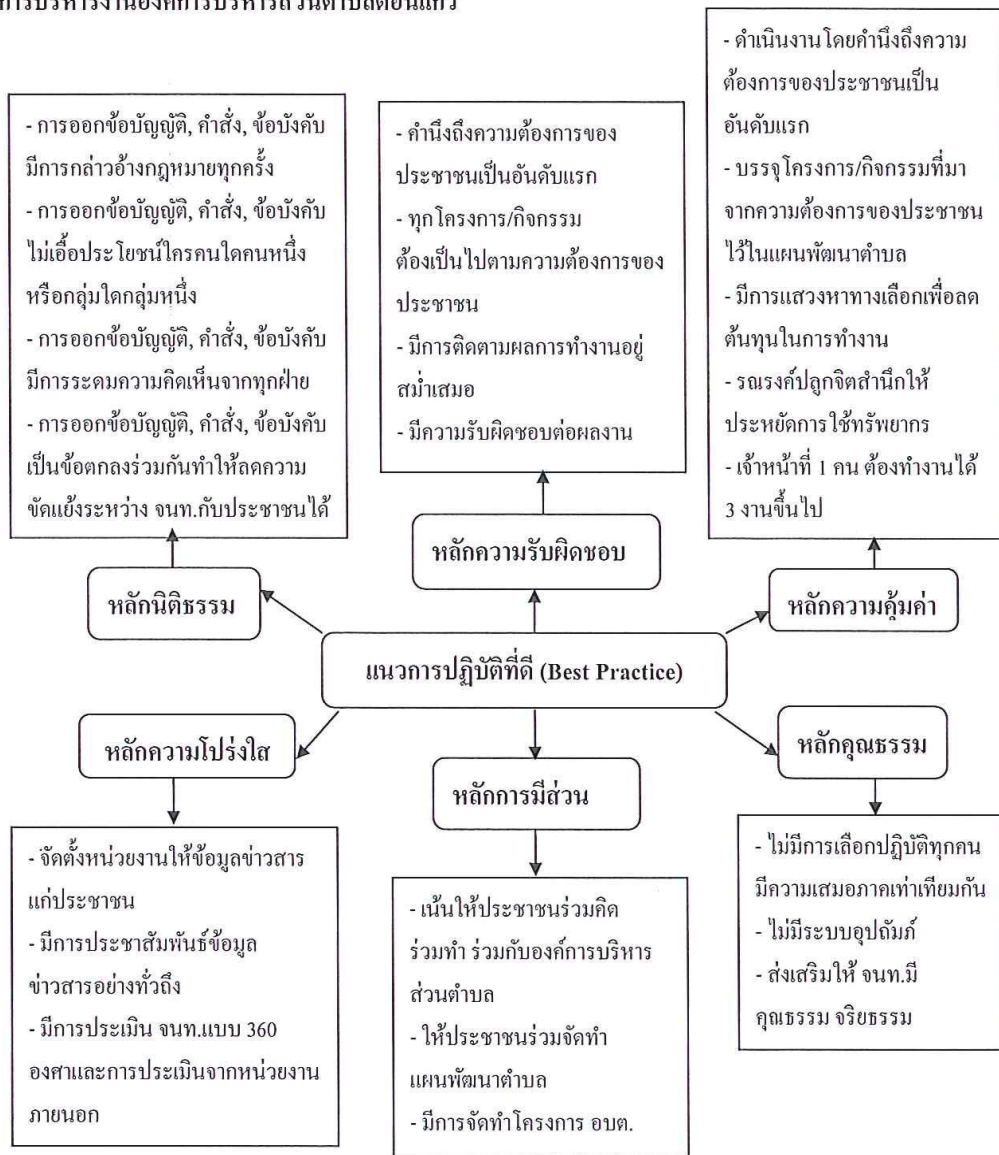 การบริหารงานองค์การบริหารส่วนตำบลดอนแก้ว
- การออกข้อบัญญัติ, คำสั่ง, ข้อบังคับ
มีการกล่าวอ้างกฎหมายทุกครั้ง
- การออกข้อบัญญัติ, คำสั่ง, ข้อบังคับ
ไม่เอื้อประโยชน์ใครคนใดคนหนึ่ง
หรือกลุ่มใดกลุ่มหนึ่ง
- การออกข้อบัญญัติ, คำสั่ง, ข้อบังคับ
มีการระดมความคิดเห็นจากทุกฝ่าย
- การออกข้อบัญญัติ, คำสั่ง, ข้อบังคับ
เป็นข้อตกลงร่วมกันทำให้ลดความ
ขัดแย้งระหว่าง จนท.กับประชาชนได้
- คำนึงถึงความต้องการของ
ประชาชนเป็นอันดับแรก
- ทุกโครงการ/กิจกรรม
ต้องเป็นไปตามความต้องการของ
ประชาชน
- มีการติดตามผลการทำงานอยู่
สม่ำเสมอ
- มีความรับผิดชอบต่อผลงาน
- ดำเนินงานโดยคำนึงถึงความ
ต้องการของประชาชนเป็น
อันดับแรก
- บรรจุโครงการ/กิจกรรมที่มา
จากความต้องการของประชาชน
ไว้ในแผนพัฒนาตำบล
- มีการแสวงหาทางเลือกเพื่อลด
ต้นทุนในการทำงาน
- รณรงค์ปลูกจิตสำนึกให้
ประหยัดการใช้ทรัพยากร
- เจ้าหน้าที่ 1 คน ต้องทำงานได้
3 งานขึ้นไป
หลักนิติธรรม
หลักความรับผิดชอบ
หลักความคุ้มค่า
แนวการปฏิบัติที่ดี (Best Practice)
หลักความโปร่งใส
หลักการมีส่วน
หลักคุณธรรม
- จัดตั้งหน่วยงานให้ข้อมูลข่าวสาร
แก่ประชาชน
- มีการประชาสัมพันธ์ข้อมูล
ข่าวสารอย่างทั่วถึง
- มีการประเมิน จนท.แบบ 360
องศาและการประเมินจากหน่วยงาน
ภายนอก
- เน้นให้ประชาชนร่วมคิด
ร่วมทำ ร่วมกับองค์การบริหาร
ส่วนตำบล
- ให้ประชาชนร่วมจัดทำ
แผนพัฒนาตำบล
- มีการจัดทำโครงการ อบต.
- ไม่มีการเลือกปฏิบัติทุกคน
มีความเสมอภาคเท่าเทียมกัน
- ไม่มีระบบอุปถัมภ์
- ส่งเสริมให้ จนท.มี
คุณธรรม จริยธรรม